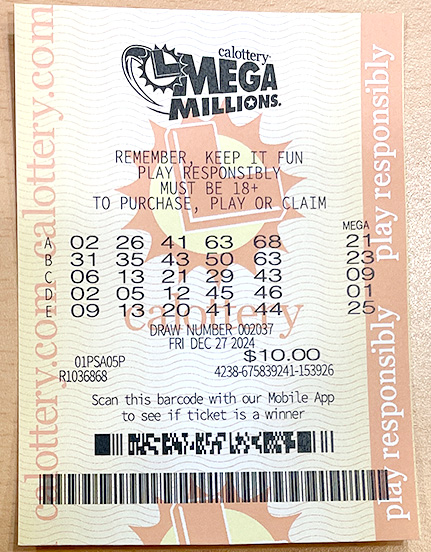 calottery
MEGA
MILLIONS.
REMEMBER, KEEP IT FUN
PLAY RESPONSIBLY
MUST BE 18+
TO PURCHASE, PLAY OR CLAIM
MEGA
A 02 26 41 63 68 21
B 31 35 43 50 63 23
C 06 13 21 29 43 09
D 02 05 12 45 46 01
E 09 13 20 41 44 25
calottery
DRAW NUMBER 002037
FRI DEC 27 2024
$10.00
01PSA05P
4238-675839241-153926
R1036868
Scan this barcode with our Mobile App
to see if ticket is a winner
calottery.com calottery.com
play responsibly play responsibly